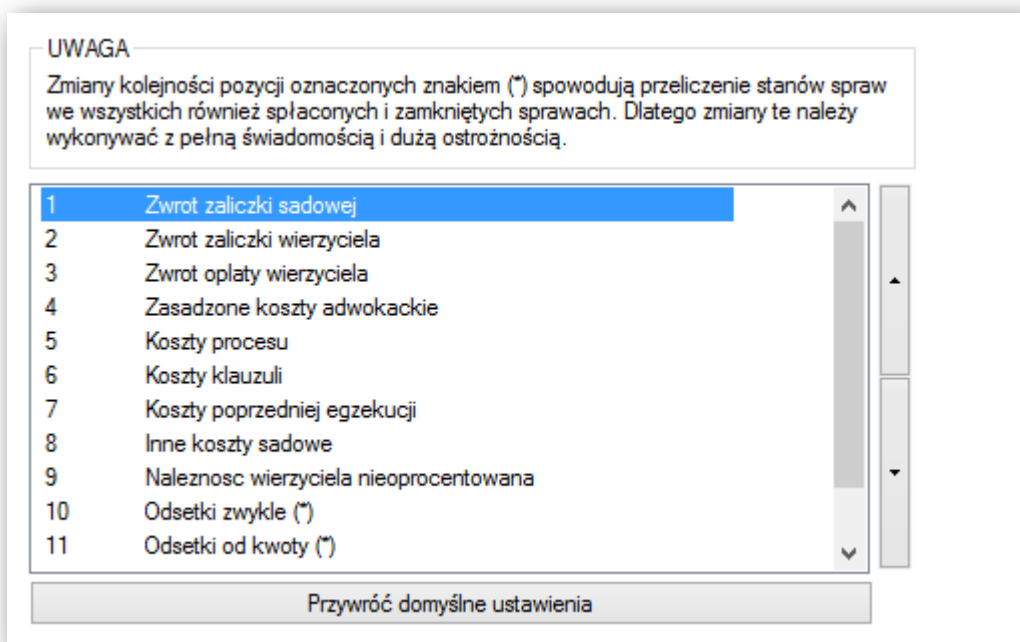 UWAGA
Zmiany kolejności pozycji oznaczonych znakiem (*) spowodują przeliczenie stanów spraw
we wszystkich również spłaconych i zamkniętych sprawach. Dlatego zmiany te należy
wykonywać z pełną świadomością i dużą ostrożnością.
1 Zwrot zaliczki sadowej
2 Zwrot zaliczki wierzyciela
3 Zwrot oplaty wierzyciela
4 Zasadzone koszty adwokackie
5 Koszty procesu
6 Koszty klauzuli
7 Koszty poprzedniej egzekucji
8 Inne koszty sadowe
9 Naleznosc wierzyciela nieoprocentowana
10 Odsetki zwykle (*)
11 Odsetki od kwoty (*)
Przywróć domyślne ustawienia